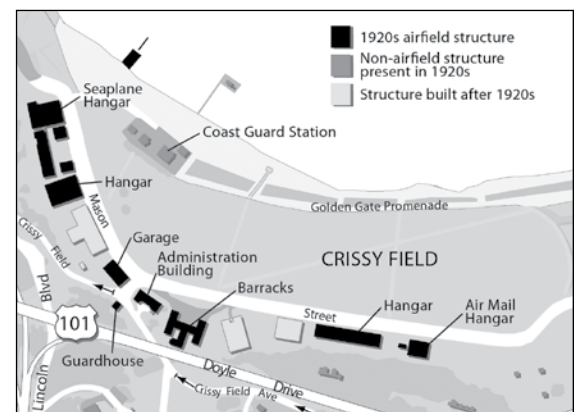 1920s airfield structure
Non-airfield structure
present in 1920s
Structure built after 1920s
Seaplane
Hangar
Coast Guard Station
Hangar
Mason
Golden Gate Promenade
Crissy
Field
Garage
Administration
Building
CRISSY FIELD
Barracks
Blvd
Street
Hangar
Air Mail
Hangar
101
Guardhouse
Doyle
Drive
Lincoln
Crissy Field Ave